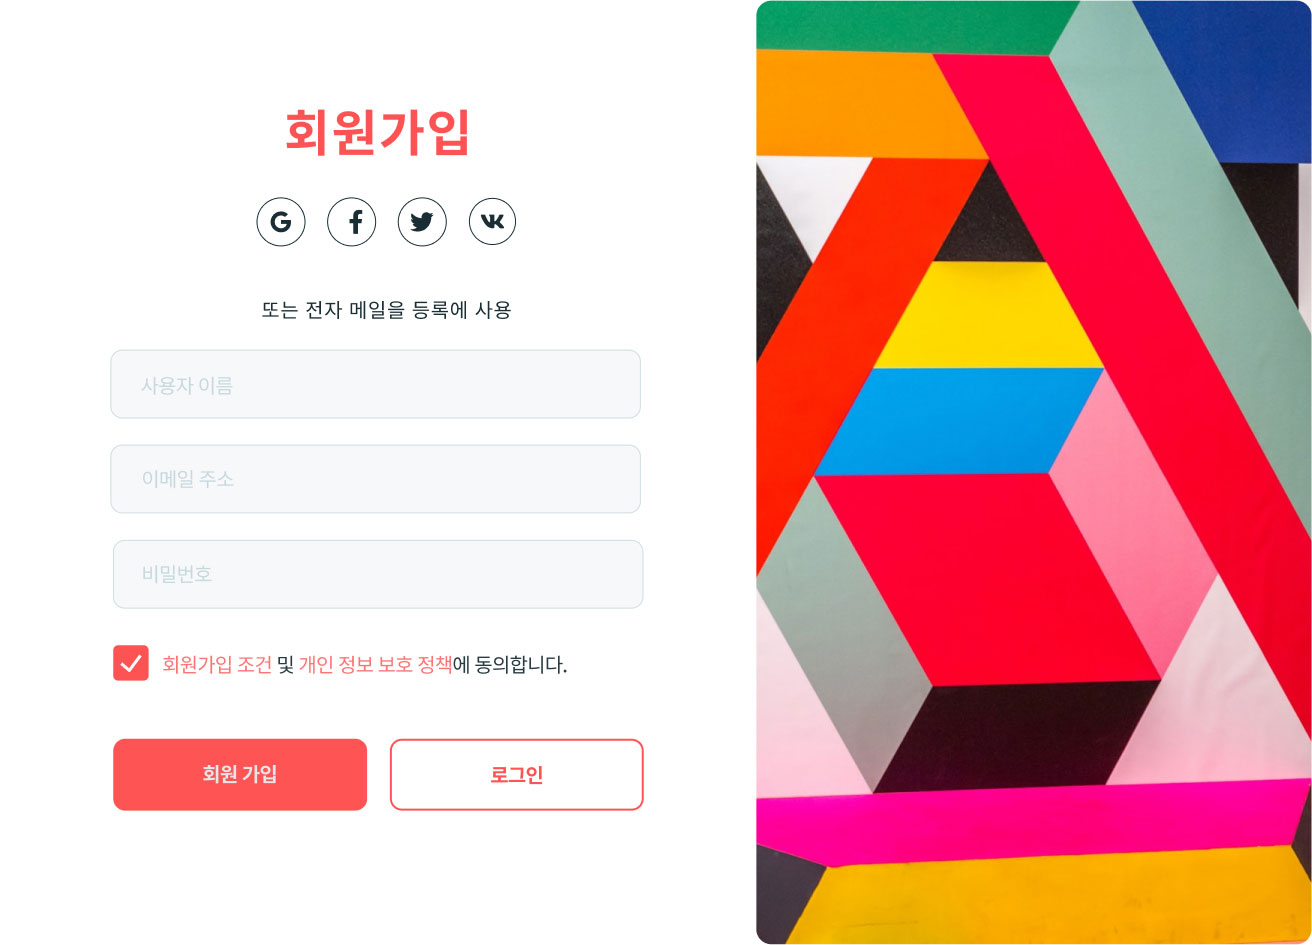 회원가입
또는 전자 메일을 등록에 사용
사용자 이름
이메일 주소
비밀번호
회원가입 조건 및 개인 정보 보호 정책에 동의합니다.
회원 가입
로그인